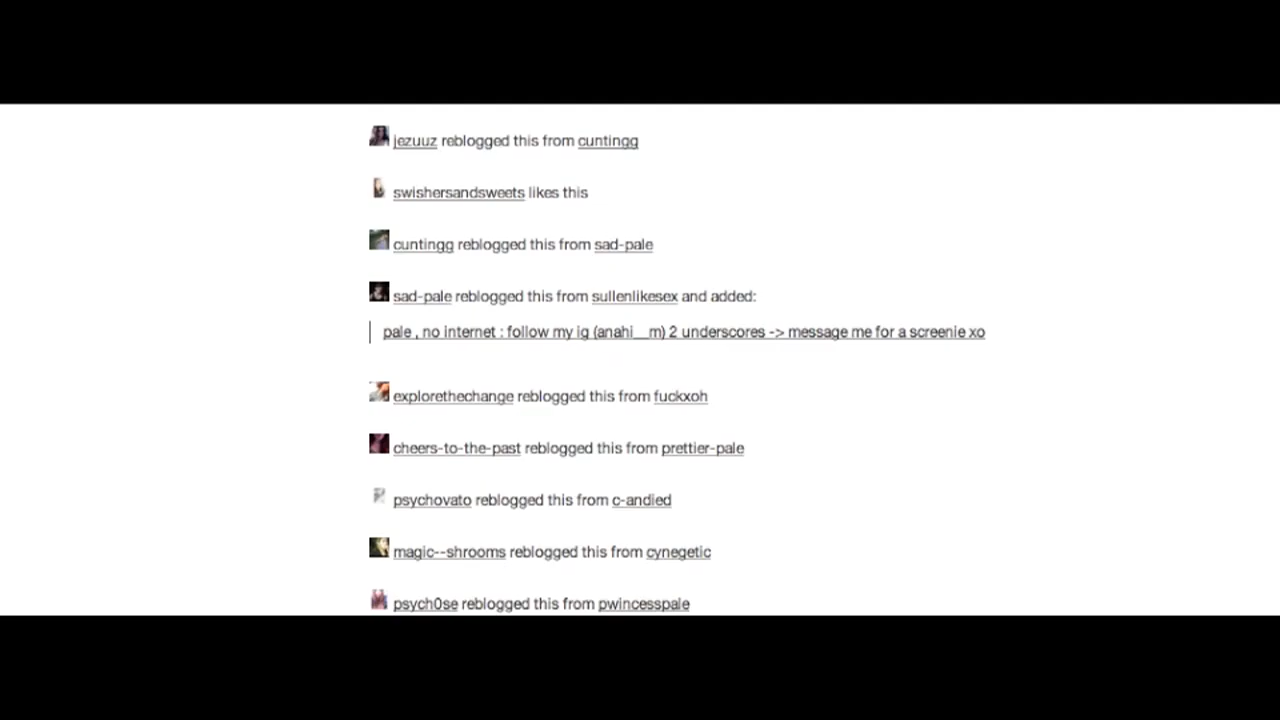 jezuuz reblogged this from cuntingg
swishersandsweets likes this
cuntingg reblogged this from sad-pale
sad-pale reblogged this from sullenlikesex and added:
pale , no internet : follow my ig (anahi__m) 2 underscores -> message me for a screenie xo
explorethechange reblogged this from fuckxoh
cheers-to-the-past reblogged this from prettier-pale
psychovato reblogged this from c-andied
magic--shrooms reblogged this from cynegetic
psych0se reblogged this from pwincesspale